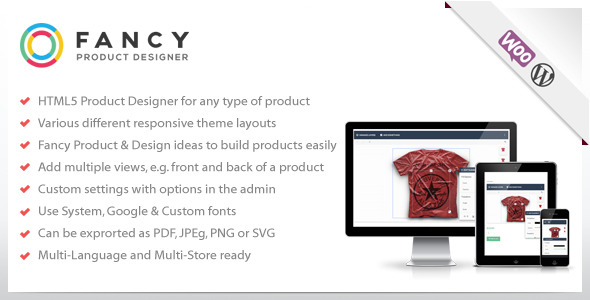 FANCY
PRODUCT DESIGNER
Woo
HTML5 Product Designer for any type of product
Various different responsive theme layouts
Fancy Product & Design ideas to build products easily
Add multiple views, e.g. front and back of a product
Custom settings with options in the admin
Use System, Google & Custom fonts
Can be exprorted as PDF, JPEg, PNG or SVG
Multi-Language and Multi-Store ready